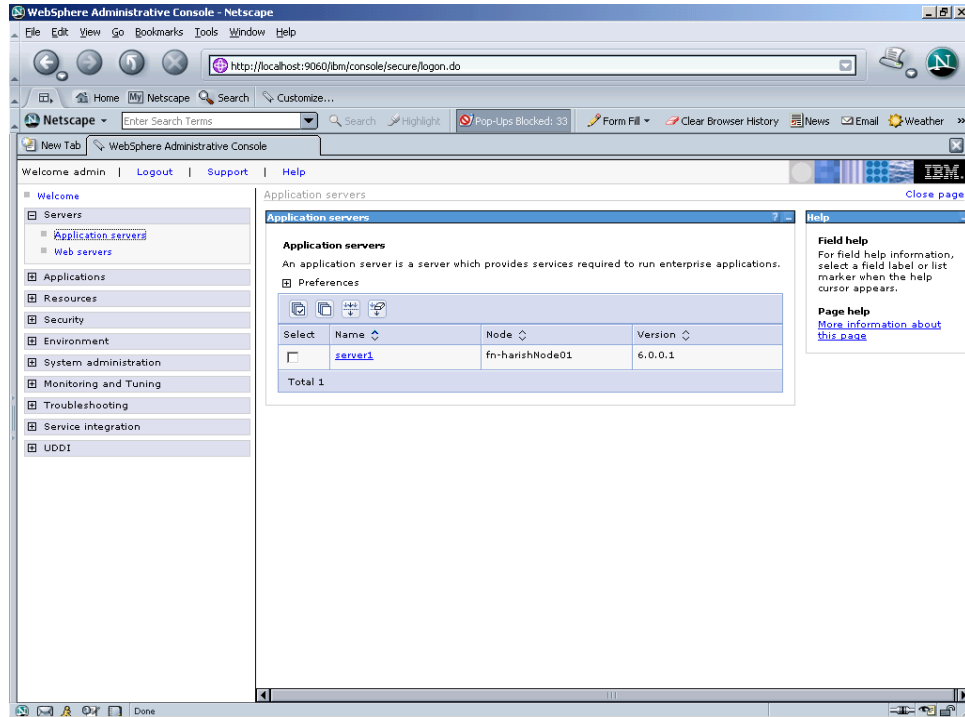 WebSphere Administrative Console - Netscape
File Edit View Go Bookmarks Tools Window Help
http://localhost:9060/ibm/console/secure/logon.do
N
Home My Netscape Search Customize...
Netscape Enter Search Terms Search Highlight Pop-Ups Blocked: 33 Form Fill Clear Browser History News Email Weather »
New Tab WebSphere Administrative Console
Welcome admin | Logout | Support | Help
IBM.
Welcome
Servers
Application servers
Web servers
Applications
Resources
Security
Environment
System administration
Monitoring and Tuning
Troubleshooting
Service integration
UDDI
Application servers
Close page
Application servers ? _
Application servers
An application server is a server which provides services required to run enterprise applications.
Preferences
Select Name Node Version
server1 fn-harishNode01 6.0.0.1
Total 1
Help
Field help
For field help information,
select a field label or list
marker when the help
cursor appears.
Page help
More information about
this page
Done